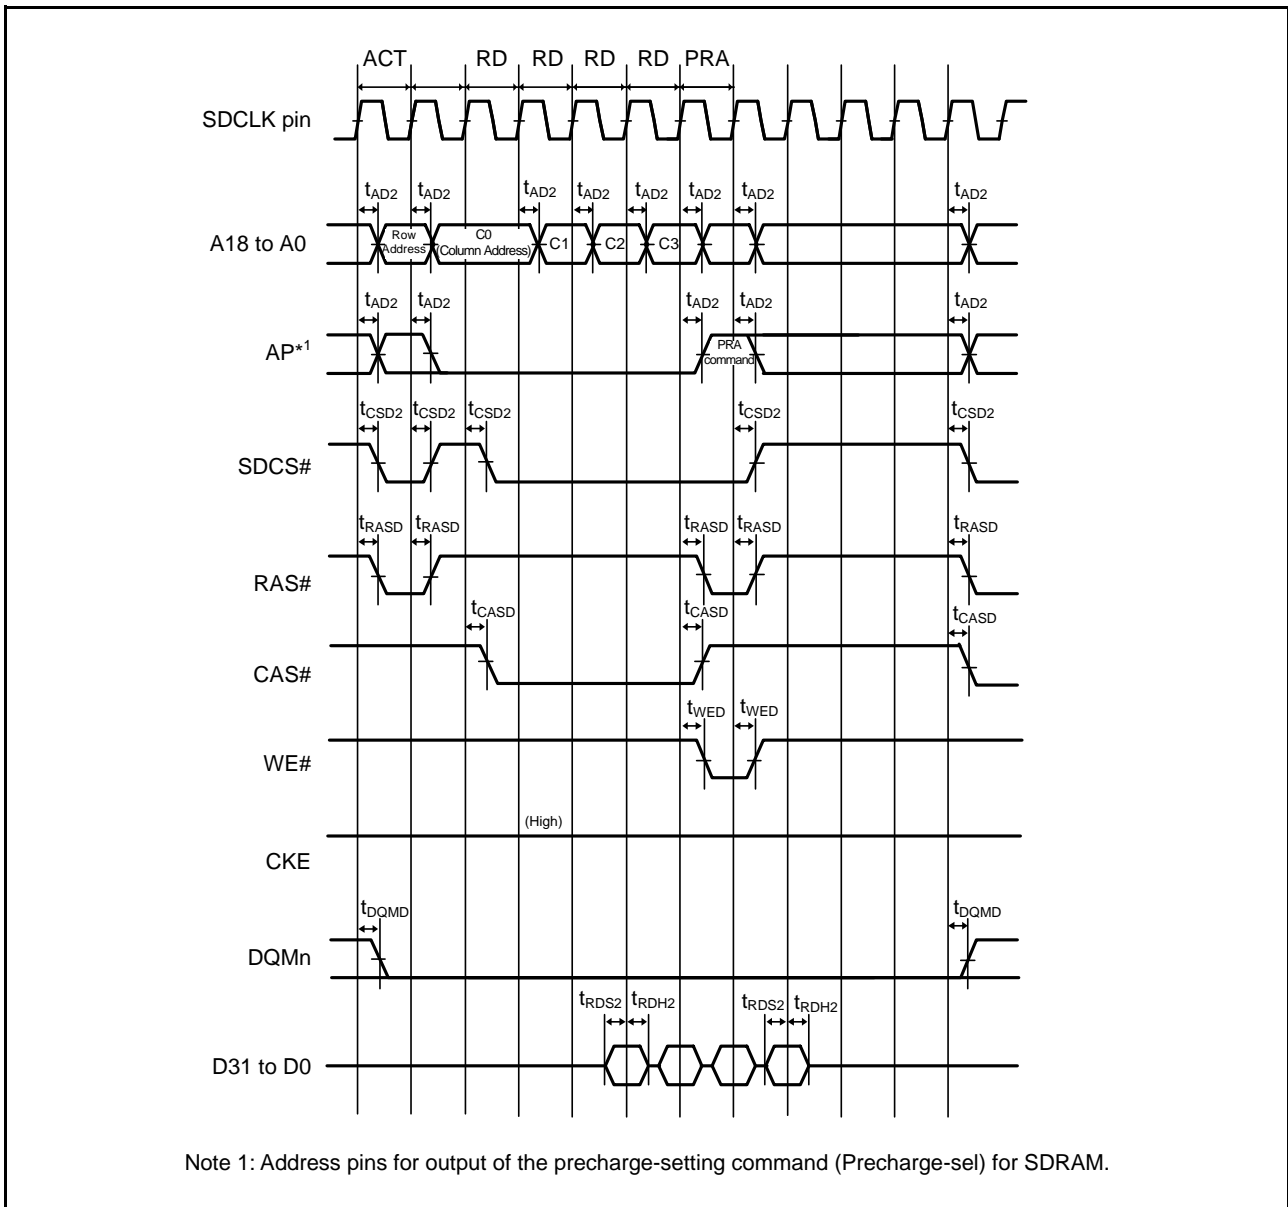 ACT RD RD RD RD PRA
SDCLK pin
tAD2 tAD2 tAD2 tAD2 tAD2 tAD2 tAD2 tAD2
A18 to A0
Row
Address
C0
(Column Address)
C1 C2 C3
tAD2 tAD2 tAD2 tAD2 tAD2
AP*1
PRA
command
tCSD2 tCSD2 tCSD2 tCSD2 tCSD2
SDCS#
tRASD tRASD tRASD tRASD tRASD
RAS#
tCASD tCASD tCASD
CAS#
tWED tWED
WE#
(High)
CKE
tDQMD tDQMD
DQMn
tRDS2 tRDH2 tRDS2 tRDH2
D31 to D0
Note 1: Address pins for output of the precharge-setting command (Precharge-sel) for SDRAM.